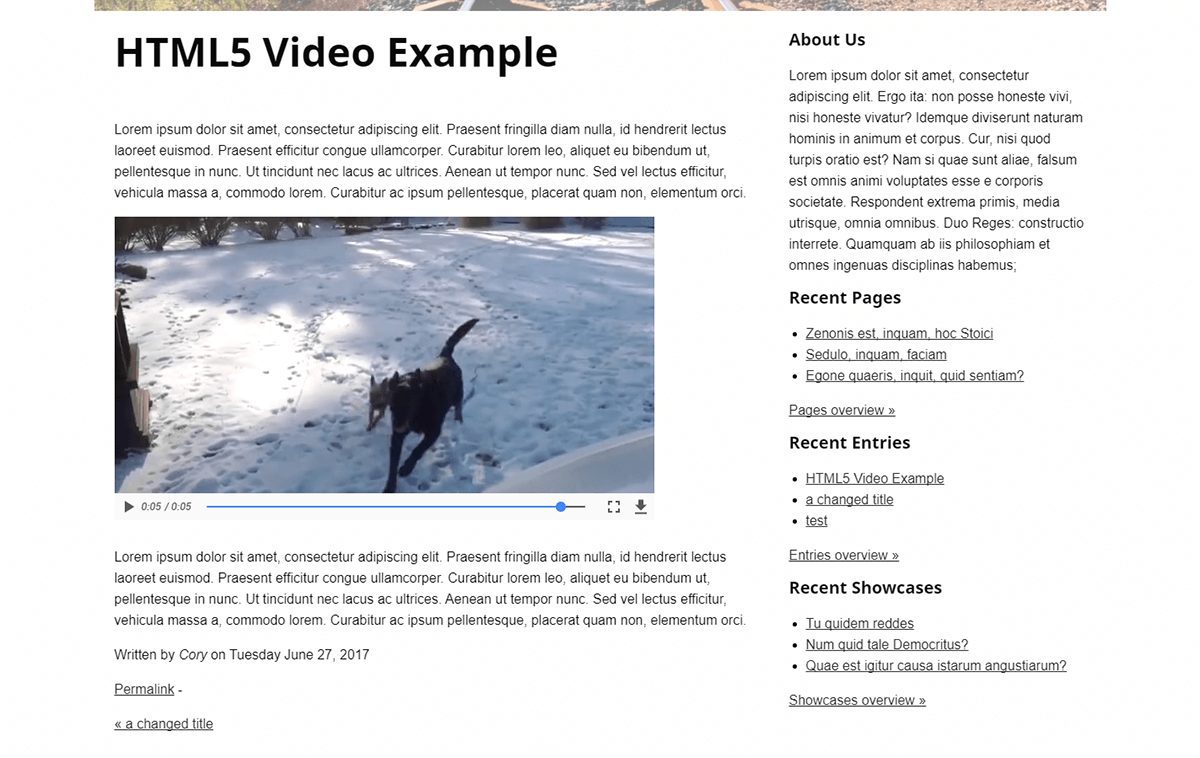 HTML5 Video Example
Lorem ipsum dolor sit amet, consectetur adipiscing elit. Praesent fringilla diam nulla, id hendrerit lectus
laoreet euismod. Praesent efficitur congue ullamcorper. Curabitur lorem leo, aliquet eu bibendum ut,
pellentesque in nunc. Ut tincidunt nec lacus ac ultrices. Aenean ut tempor nunc. Sed vel lectus efficitur,
vehicula massa a, commodo lorem. Curabitur ac ipsum pellentesque, placerat quam non, elementum orci.
0:05 / 0:05
Lorem ipsum dolor sit amet, consectetur adipiscing elit. Praesent fringilla diam nulla, id hendrerit lectus
laoreet euismod. Praesent efficitur congue ullamcorper. Curabitur lorem leo, aliquet eu bibendum ut,
pellentesque in nunc. Ut tincidunt nec lacus ac ultrices. Aenean ut tempor nunc. Sed vel lectus efficitur,
vehicula massa a, commodo lorem. Curabitur ac ipsum pellentesque, placerat quam non, elementum orci.
Written by Cory on Tuesday June 27, 2017
Permalink -
« a changed title
About Us
Lorem ipsum dolor sit amet, consectetur
adipiscing elit. Ergo ita: non posse honeste vivi,
nisi honeste vivatur? Idemque diviserunt naturam
hominis in animum et corpus. Cur, nisi quod
turpis oratio est? Nam si quae sunt aliae, falsum
est omnis animi voluptates esse e corporis
societate. Respondent extrema primis, media
utrisque, omnia omnibus. Duo Reges: constructio
interrete. Quamquam ab iis philosophiam et
omnes ingenuas disciplinas habemus;
Recent Pages
• Zenonis est, inquam, hoc Stoici
• Sedulo, inquam, faciam
• Egone quaeris, inquit, quid sentiam?
Pages overview »
Recent Entries
• HTML5 Video Example
• a changed title
• test
Entries overview »
Recent Showcases
• Tu quidem reddes
• Num quid tale Democritus?
• Quae est igitur causa istarum angustiarum?
Showcases overview »